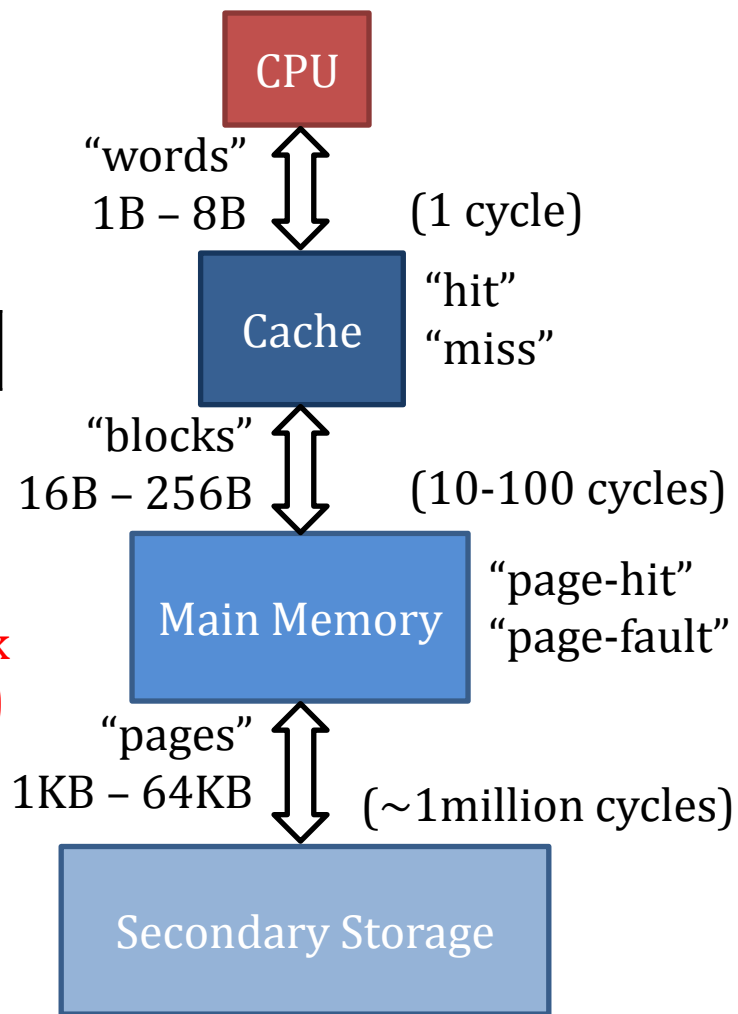 CPU
“words”
1B – 8B
(1 cycle)
Cache
“hit”
“miss”
“blocks”
16B – 256B
(10-100 cycles)
Main Memory
“page-hit”
“page-fault”
“pages”
1KB – 64KB
(~1million cycles)
Secondary Storage